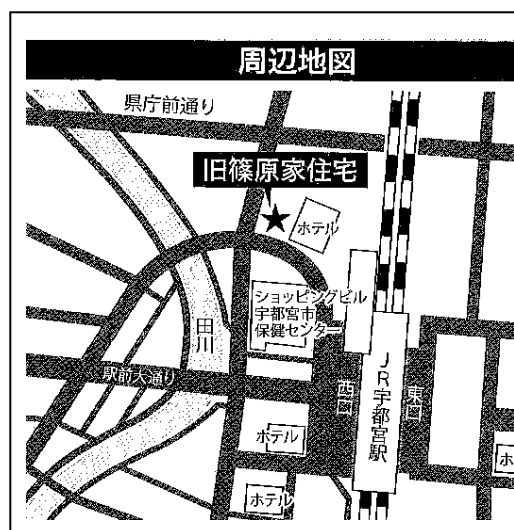 周辺地図
県庁前通り
旧篠原家住宅
ホテル
ショッピングビル
宇都宮市
保健センター
田川
駅前大通り
西口
JR宇都宮駅
東口
ホテル
ホ
ホテル